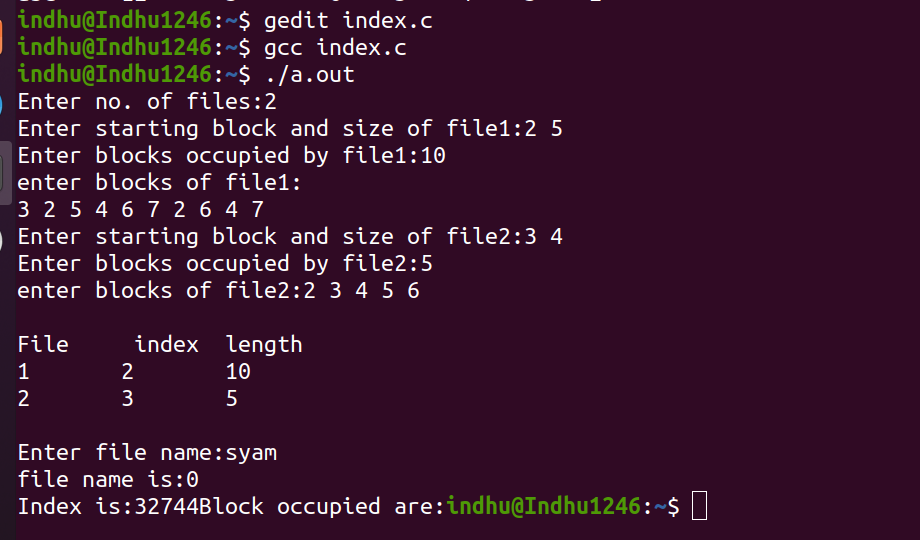 indhu@Indhu1246:~$ gedit index.c
indhu@Indhu1246:~$ gcc index.c
indhu@Indhu1246:~$ ./a.out
Enter no. of files:2
Enter starting block and size of file1:2 5
Enter blocks occupied by file1:10
enter blocks of file1:
3 2 5 4 6 7 2 6 4 7
Enter starting block and size of file2:3 4
Enter blocks occupied by file2:5
enter blocks of file2:2 3 4 5 6
File index length
1 2 10
2 3 5
Enter file name:syam
file name is:0
Index is:32744Block occupied are:indhu@Indhu1246:~$